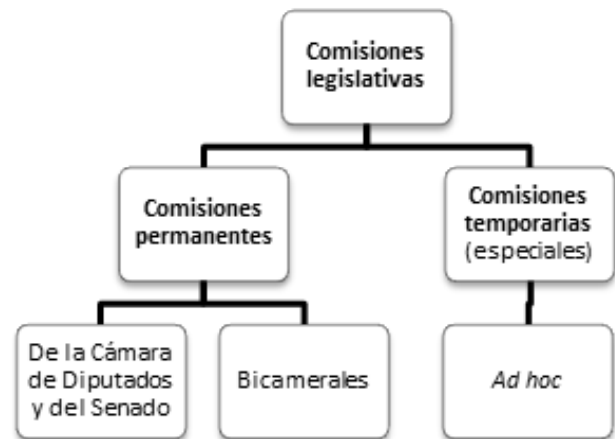 Comisiones
legislativas
Comisiones
permanentes
Comisiones
temporarias
(especiales)
De la Cámara
de Diputados
y del Senado
Bicamerales
Ad hoc